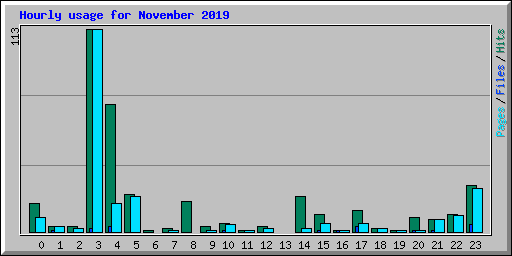 Hourly usage for November 2019
113
Pages/Files/Hits
0 1 2 3 4 5 6 7 8 9 10 11 12 13 14 15 16 17 18 19 20 21 22 23